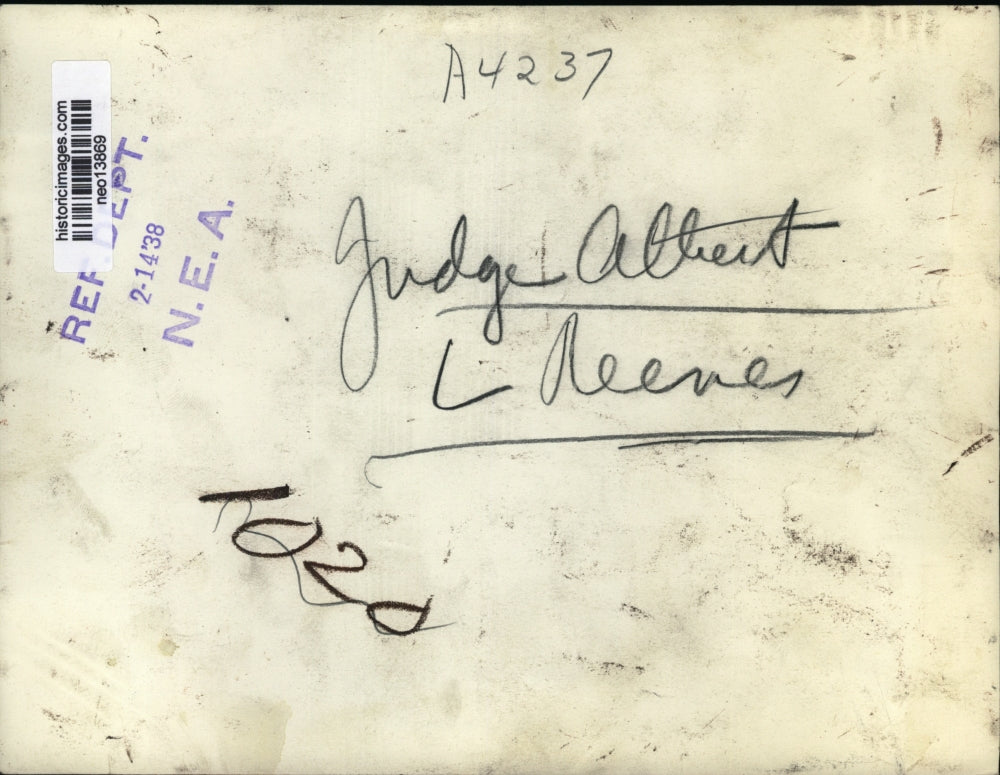 A4237
historicimages.com
neo13869
REF. DEPT.
2-14'38
N.E.A.
Judge Albert
L Reeves
1020